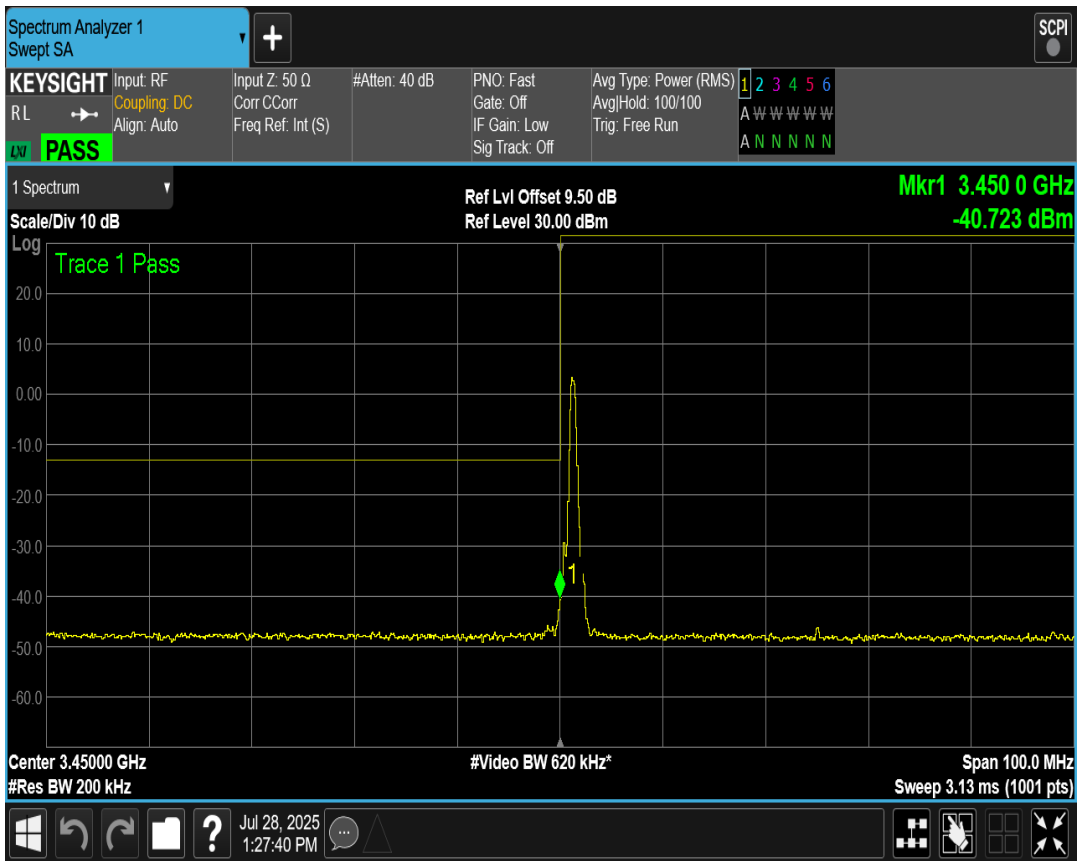 Spectrum Analyzer 1
Swept SA
+
SCPI
KEYSIGHT Input: RF Input Z: 50 Ω #Atten: 40 dB PNO: Fast Avg Type: Power (RMS) 1 2 3 4 5 6
RL Coupling: DC Corr CCorr Gate: Off Avg|Hold: 100/100 A W W W W W
Align: Auto Freq Ref: Int (S) IF Gain: Low Trig: Free Run
LXI PASS Sig Track: Off A N N N N N
1 Spectrum
Ref Lvl Offset 9.50 dB Mkr1 3.450 0 GHz
Scale/Div 10 dB Ref Level 30.00 dBm -40.723 dBm
Log
Trace 1 Pass
20.0
10.0
0.00
-10.0
-20.0
-30.0
1
-40.0
-50.0
-60.0
Center 3.45000 GHz #Video BW 620 kHz* Span 100.0 MHz
#Res BW 200 kHz Sweep 3.13 ms (1001 pts)
? Jul 28, 2025
1:27:40 PM